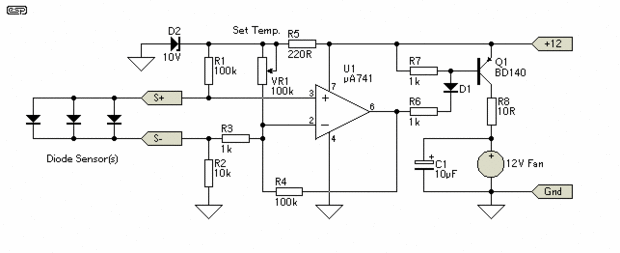 ESP
Set Temp.
D2
10V
R5
220R
+12
R1
100k
VR1
100k
U1
µA741
R7
1k
Q1
BD140
D1
S+
3
+
7
6
R6
1k
R8
10R
2
–
4
S-
R3
1k
Diode Sensor(s)
R2
10k
R4
100k
+
C1
10µF
+
12V Fan
Gnd